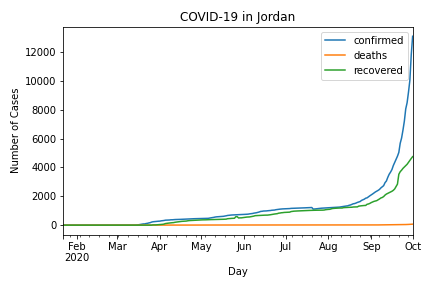 COVID-19 in Jordan
confirmed
deaths
recovered
Number of Cases
12000
10000
8000
6000
4000
2000
0
Feb Mar Apr May Jun Jul Aug Sep Oct
2020
Day